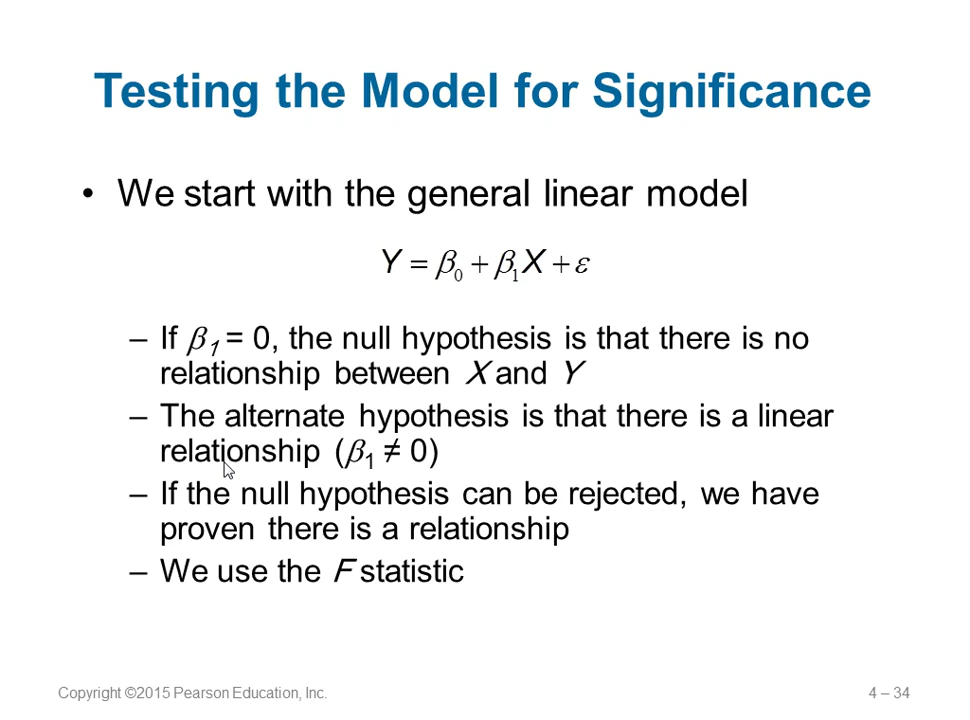 Testing the Model for Significance
• We start with the general linear model
Y = β₀ + β₁X + ε
– If β₁ = 0, the null hypothesis is that there is no
relationship between X and Y
– The alternate hypothesis is that there is a linear
relationship (β₁ ≠ 0)
– If the null hypothesis can be rejected, we have
proven there is a relationship
– We use the F statistic
Copyright ©2015 Pearson Education, Inc.
4 – 34